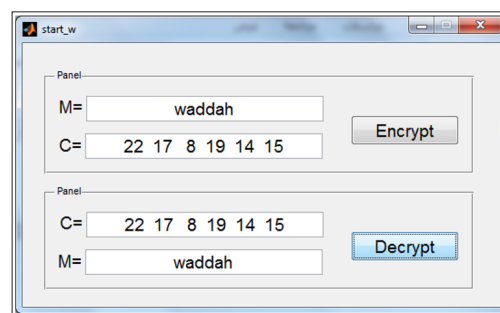 start_w
Panel
M= waddah
C= 22 17 8 19 14 15
Encrypt
Panel
C= 22 17 8 19 14 15
M= waddah
Decrypt